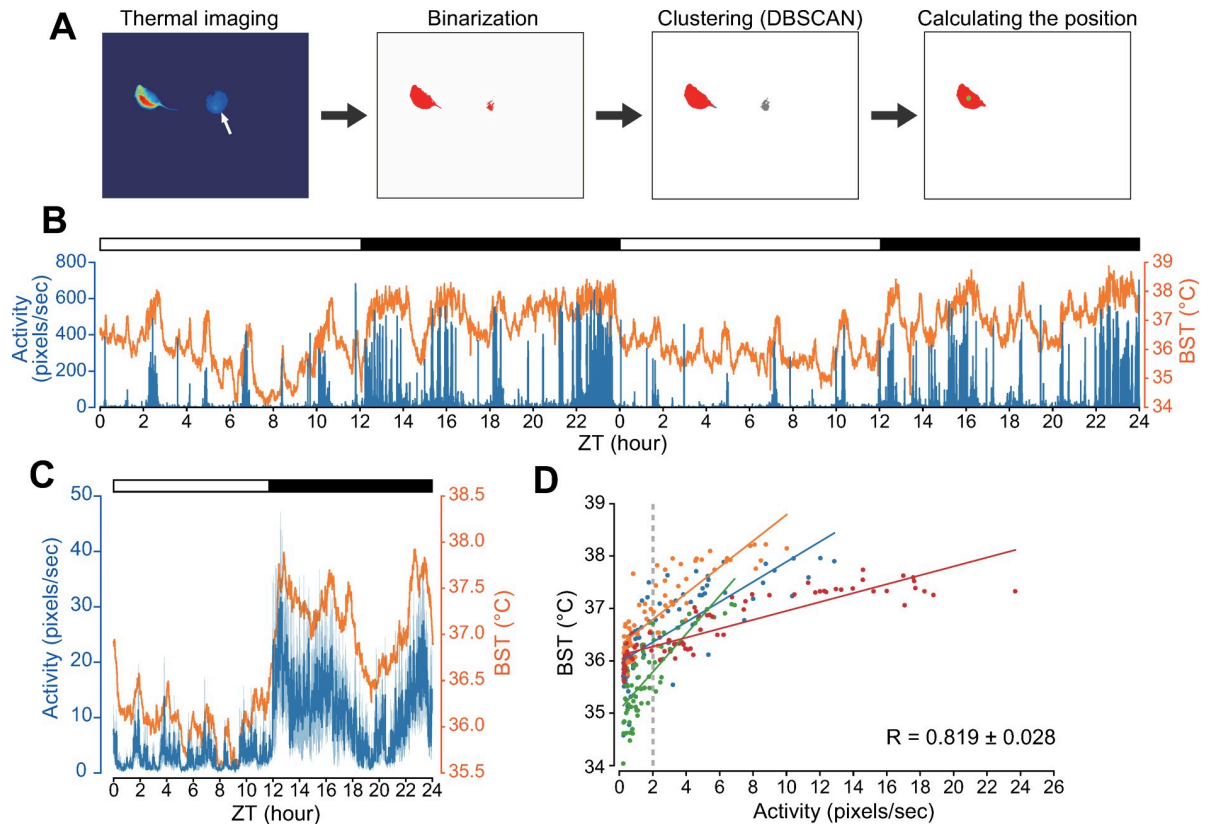 A
Thermal imaging
Binarization
Clustering (DBSCAN)
Calculating the position
B
800
600
400
200
0
Activity
(pixels/sec)
39
38
37
36
35
34
BST (°C)
0 2 4 6 8 10 12 14 16 18 20 22 0 2 4 6 8 10 12 14 16 18 20 22 24
ZT (hour)
C
50
40
30
20
10
0
Activity (pixels/sec)
38.5
38.0
37.5
37.0
36.5
36.0
35.5
BST (°C)
0 2 4 6 8 10 12 14 16 18 20 22 24
ZT (hour)
D
39
38
37
36
35
34
BST (°C)
R = 0.819 ± 0.028
0 2 4 6 8 10 12 14 16 18 20 22 24 26
Activity (pixels/sec)